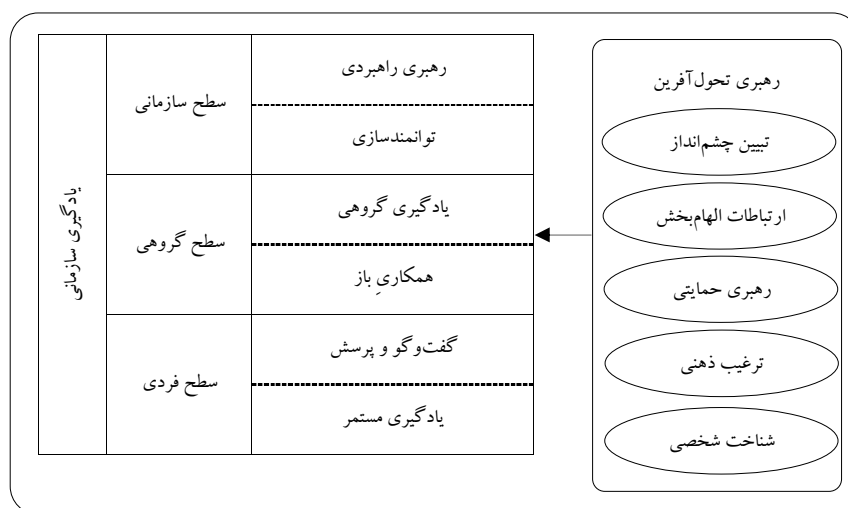 رهبری تحول‌آفرین
تبیین چشم‌انداز
ارتباطات الهام‌بخش
رهبری حمایتی
ترغیب ذهنی
شناخت شخصی
رهبری راهبردی
توانمندسازی
سطح سازمانی
یادگیری گروهی
همکاریِ باز
سطح گروهی
گفت‌وگو و پرسش
یادگیری مستمر
سطح فردی
یادگیری سازمانی